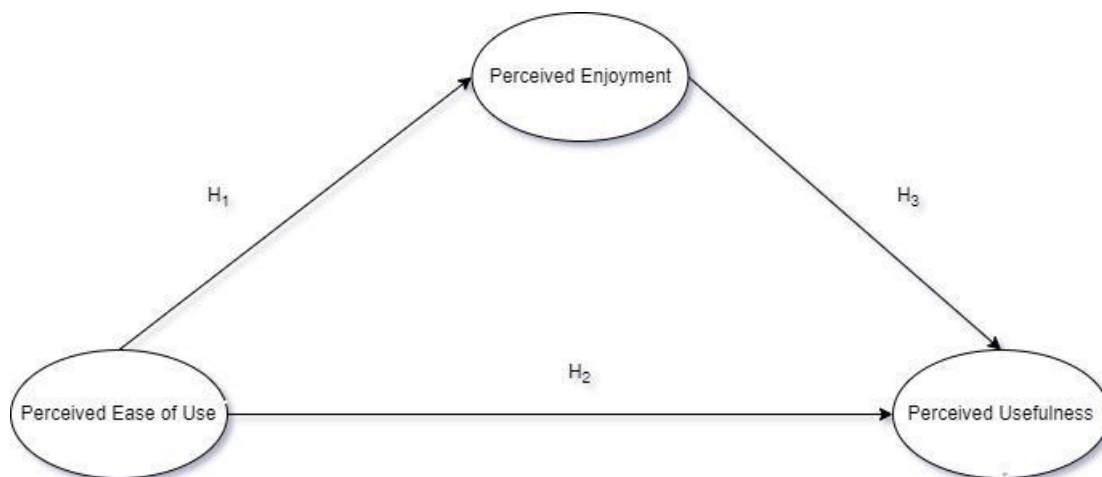 Perceived Enjoyment
H₁
H₃
H₂
Perceived Ease of Use
Perceived Usefulness